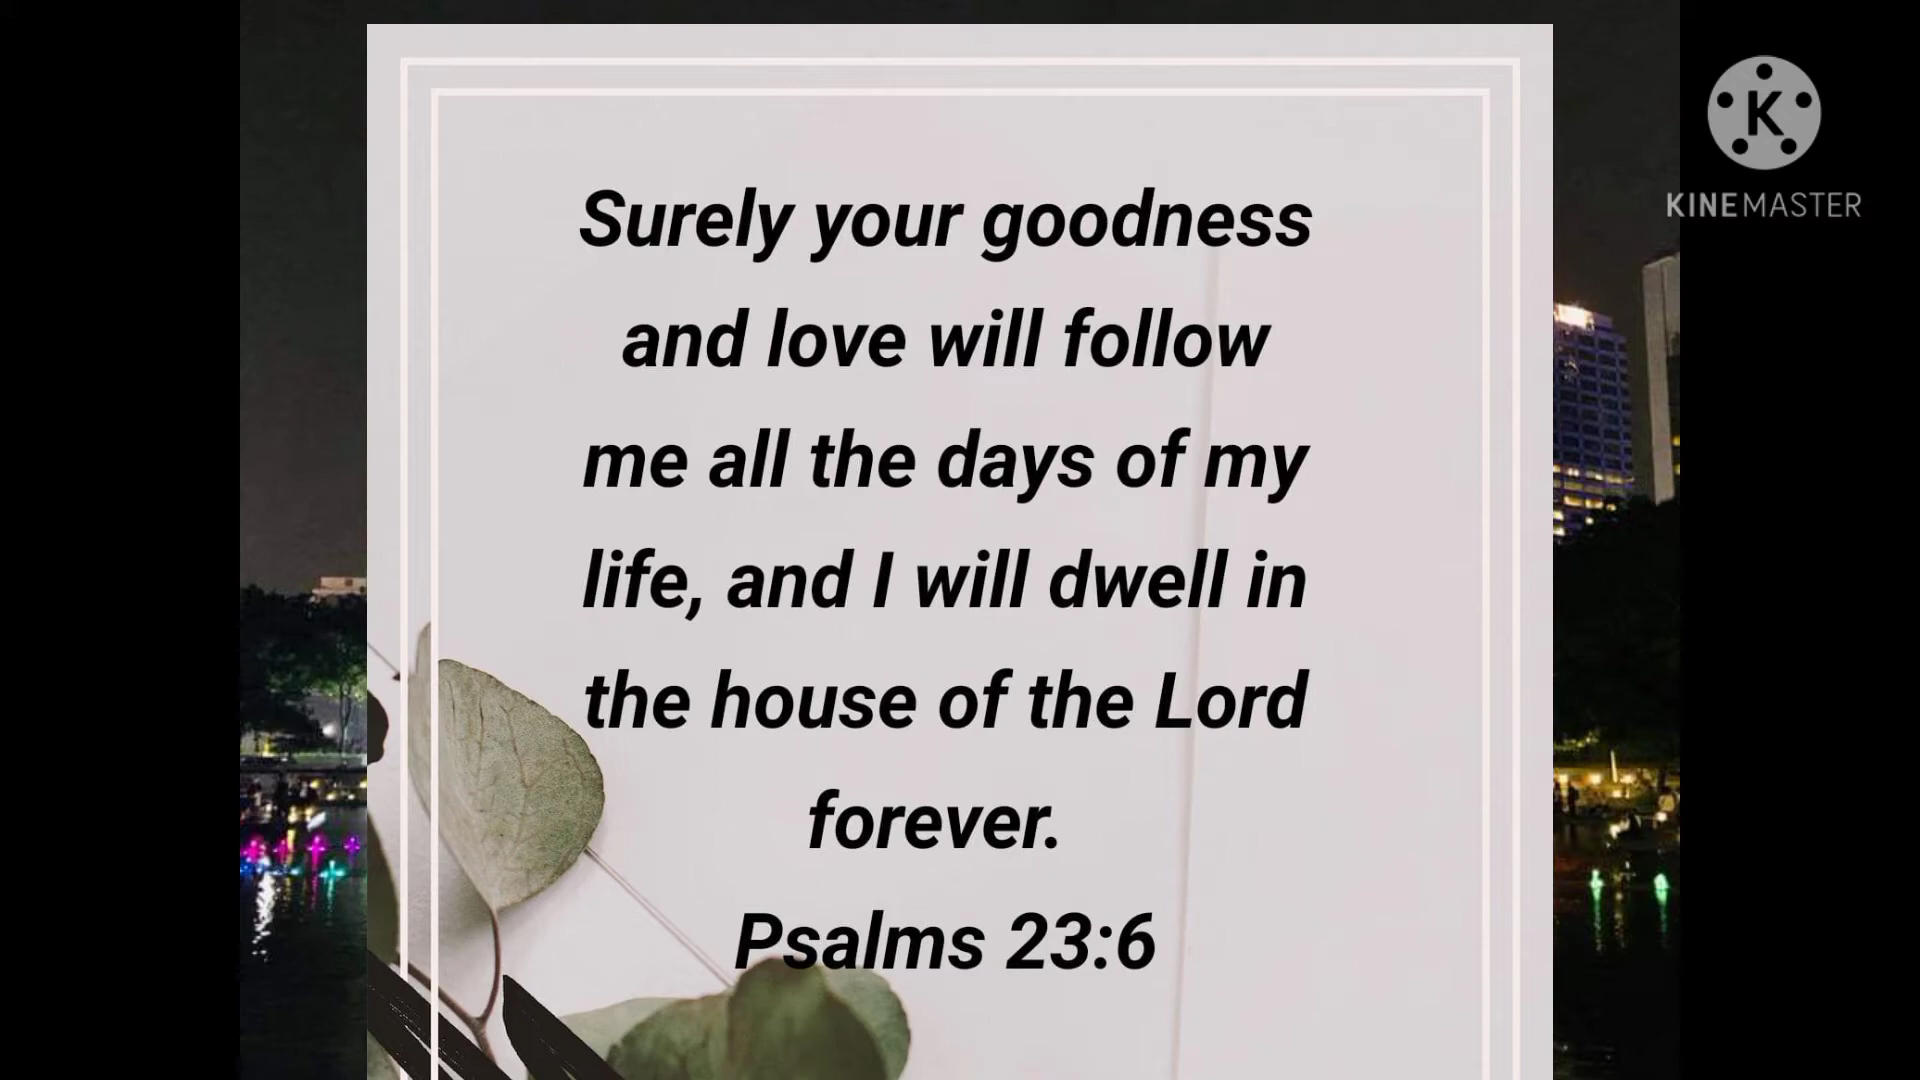 Surely your goodness
and love will follow
me all the days of my
life, and I will dwell in
the house of the Lord
forever.
Psalms 23:6
K
KINEMASTER